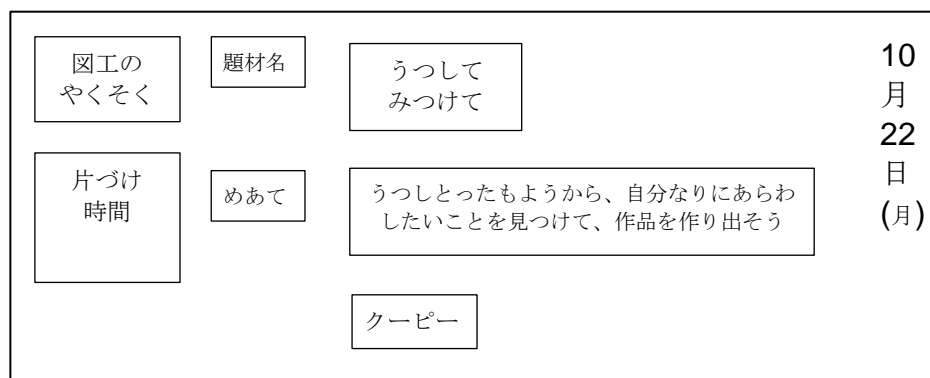 図工の
やくそく
題材名
うつして
みつけて
片づけ
時間
めあて
うつしとったもようから、自分なりにあらわ
したいことを見つけて、作品を作り出そう
クーピー
10
月
22
日
(月)